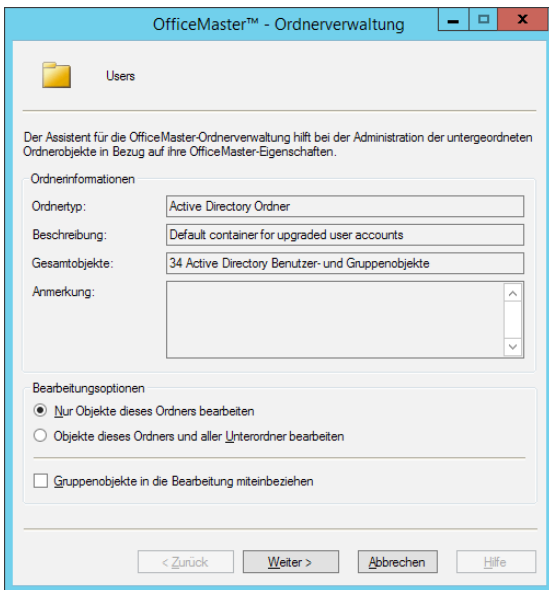 OfficeMaster™ - Ordnerverwaltung
Users
Der Assistent für die OfficeMaster-Ordnerverwaltung hilft bei der Administration der untergeordneten
Ordnerobjekte in Bezug auf ihre OfficeMaster-Eigenschaften.
Ordnerinformationen
Ordnertyp: Active Directory Ordner
Beschreibung: Default container for upgraded user accounts
Gesamtobjekte: 34 Active Directory Benutzer- und Gruppenobjekte
Anmerkung:
Bearbeitungsoptionen
Nur Objekte dieses Ordners bearbeiten
Objekte dieses Ordners und aller Unterordner bearbeiten
Gruppenobjekte in die Bearbeitung miteinbeziehen
< Zurück Weiter > Abbrechen Hilfe